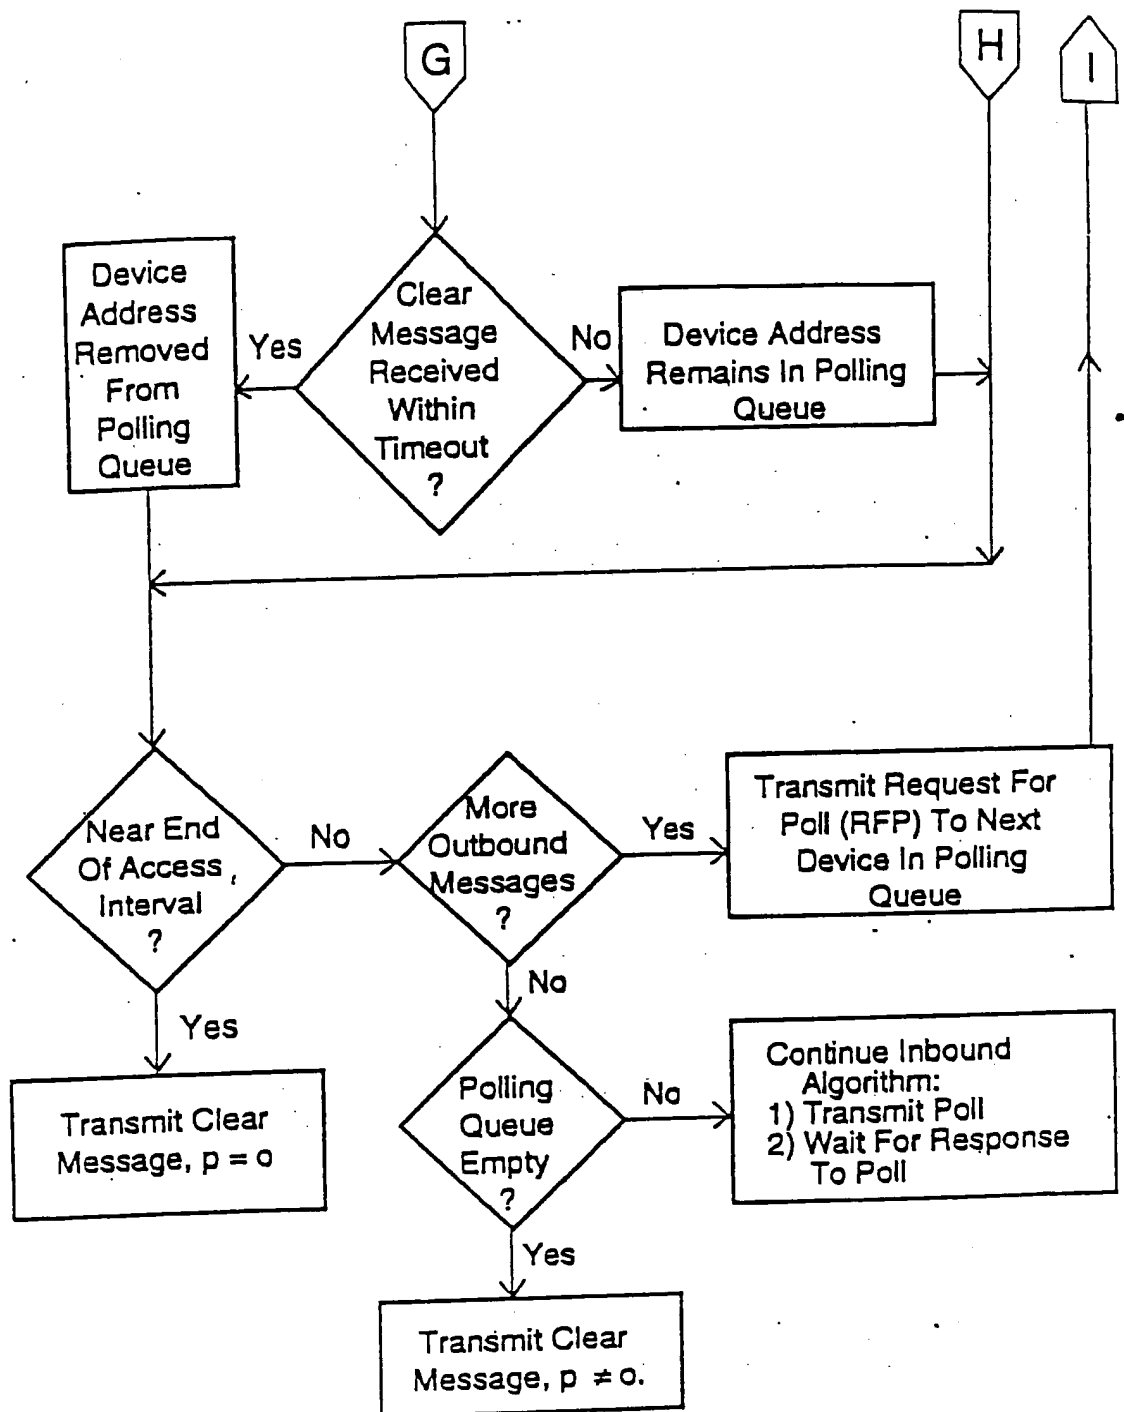 G
H
I
Device
Address
Removed
From
Polling
Queue
Yes
Clear
Message
Received
Within
Timeout
?
No
Device Address
Remains In Polling
Queue
Near End
Of Access
Interval
?
No
More
Outbound
Messages
?
Yes
Transmit Request For
Poll (RFP) To Next
Device In Polling
Queue
Yes
No
Transmit Clear
Message, p = o
Polling
Queue
Empty
?
No
Continue Inbound
Algorithm:
1) Transmit Poll
2) Wait For Response
To Poll
Yes
Transmit Clear
Message, p ≠ o.